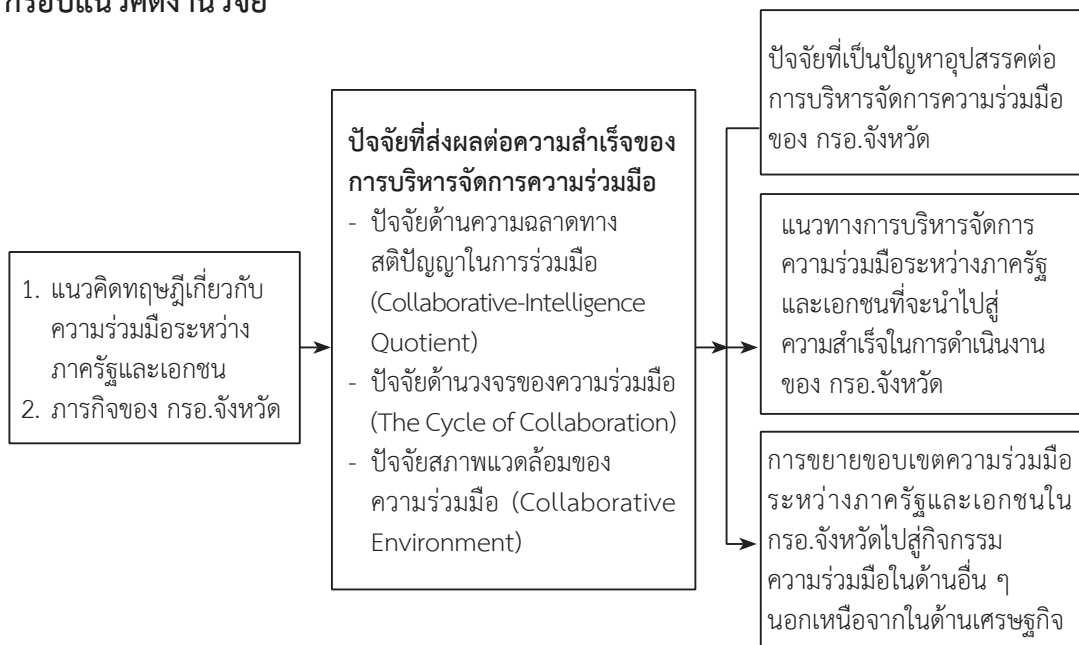 กรอบแนวคิดงานวิจัย
1. แนวคิดทฤษฎีเกี่ยวกับ
ความร่วมมือระหว่าง
ภาครัฐและเอกชน
2. ภารกิจของ กรอ.จังหวัด
ปัจจัยที่ส่งผลต่อความสำเร็จของ
การบริหารจัดการความร่วมมือ
- ปัจจัยด้านความฉลาดทาง
สติปัญญาในการร่วมมือ
(Collaborative-Intelligence
Quotient)
- ปัจจัยด้านวงจรของความร่วมมือ
(The Cycle of Collaboration)
- ปัจจัยสภาพแวดล้อมของ
ความร่วมมือ (Collaborative
Environment)
ปัจจัยที่เป็นปัญหาอุปสรรคต่อ
การบริหารจัดการความร่วมมือ
ของ กรอ.จังหวัด
แนวทางการบริหารจัดการ
ความร่วมมือระหว่างภาครัฐ
และเอกชนที่จะนำไปสู่
ความสำเร็จในการดำเนินงาน
ของ กรอ.จังหวัด
การขยายขอบเขตความร่วมมือ
ระหว่างภาครัฐและเอกชนใน
กรอ.จังหวัดไปสู่กิจกรรม
ความร่วมมือในด้านอื่น ๆ
นอกเหนือจากในด้านเศรษฐกิจ